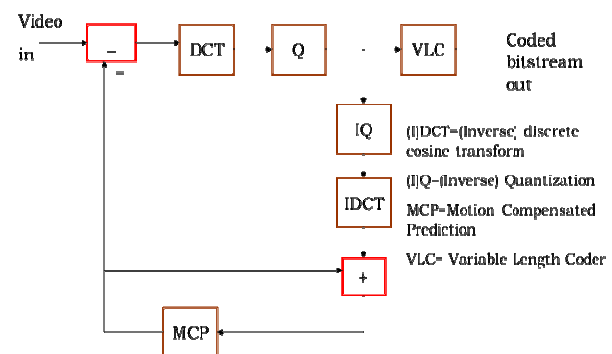 Video
in
−
DCT
Q
VLC
Coded
bitstream
out
−
IQ
(I)DCT=(Inverse) discrete
cosine transform
(I)Q-(Inverse) Quantization
IDCT
MCP=Motion Compensated
Prediction
VLC= Variable Length Coder
+
MCP